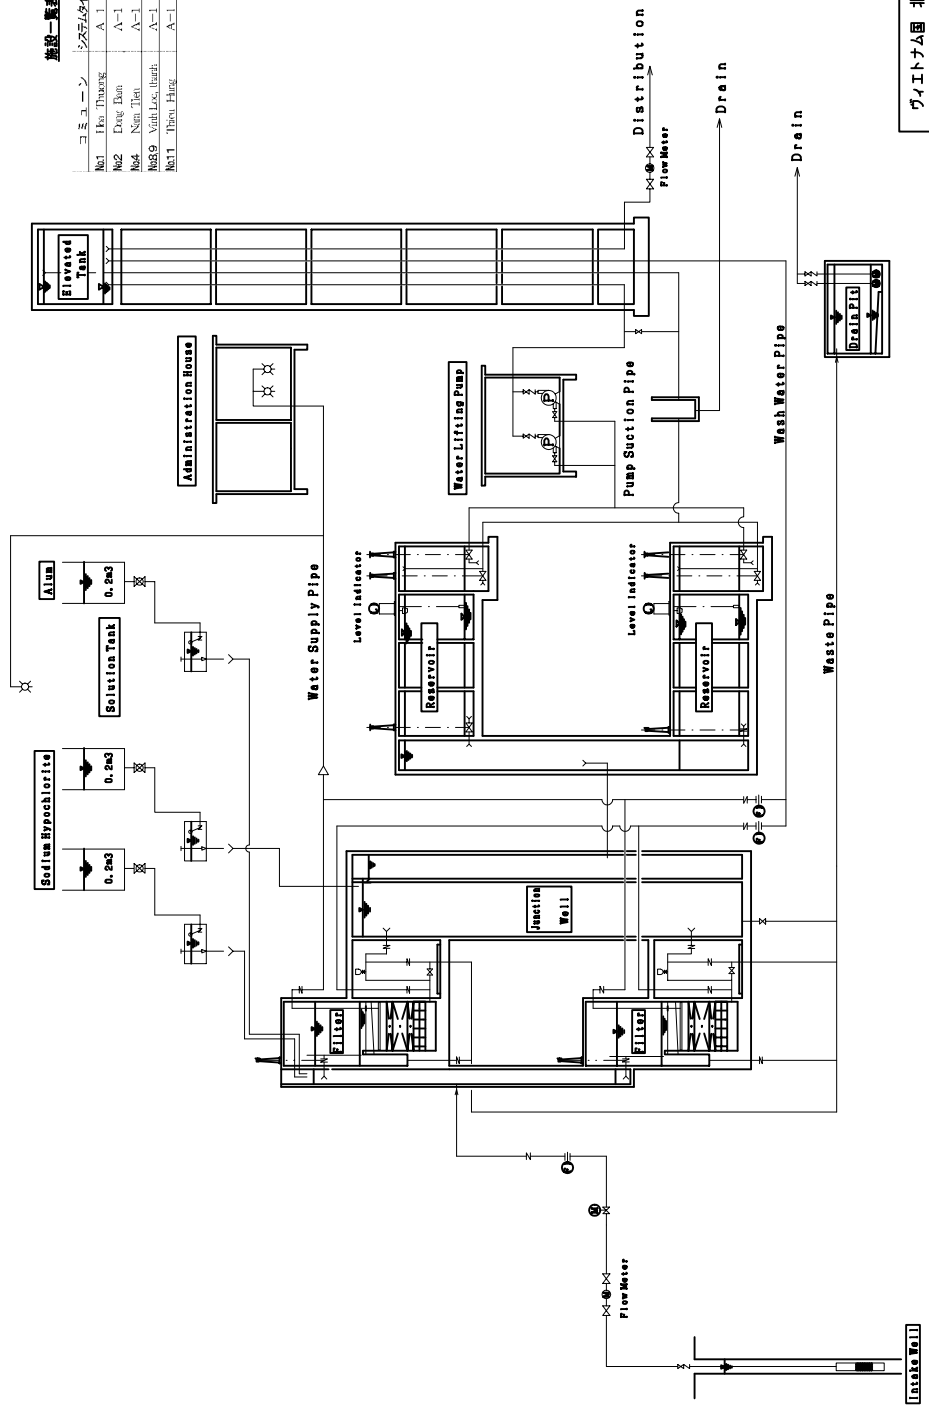 施設一覧表
コミューン
No.1 Hoa Thuong A-1
No.2 Dong Bam A-1
No.4 Nam Tien A-1
No.8,9 Vinh Loc, thanh A-1
No.11 Thieu Hung A-1
ヴィエトナム国 北
Distribution
Flow Meter
Drain
Drain
Elevated
Tank
Drain Pit
Administration House
Water Lifting Pump
P
P
Pump Suction Pipe
Wash Water Pipe
Alum
0.2m3
Solution Tank
Water Supply Pipe
Level Indicator
Reservoir
Level Indicator
Reservoir
Waste Pipe
Sodium Hypochlorite
0.2m3
0.2m3
Junction
Well
Filter
Filter
P
P
P
M
M
Flow Meter
Intake Well